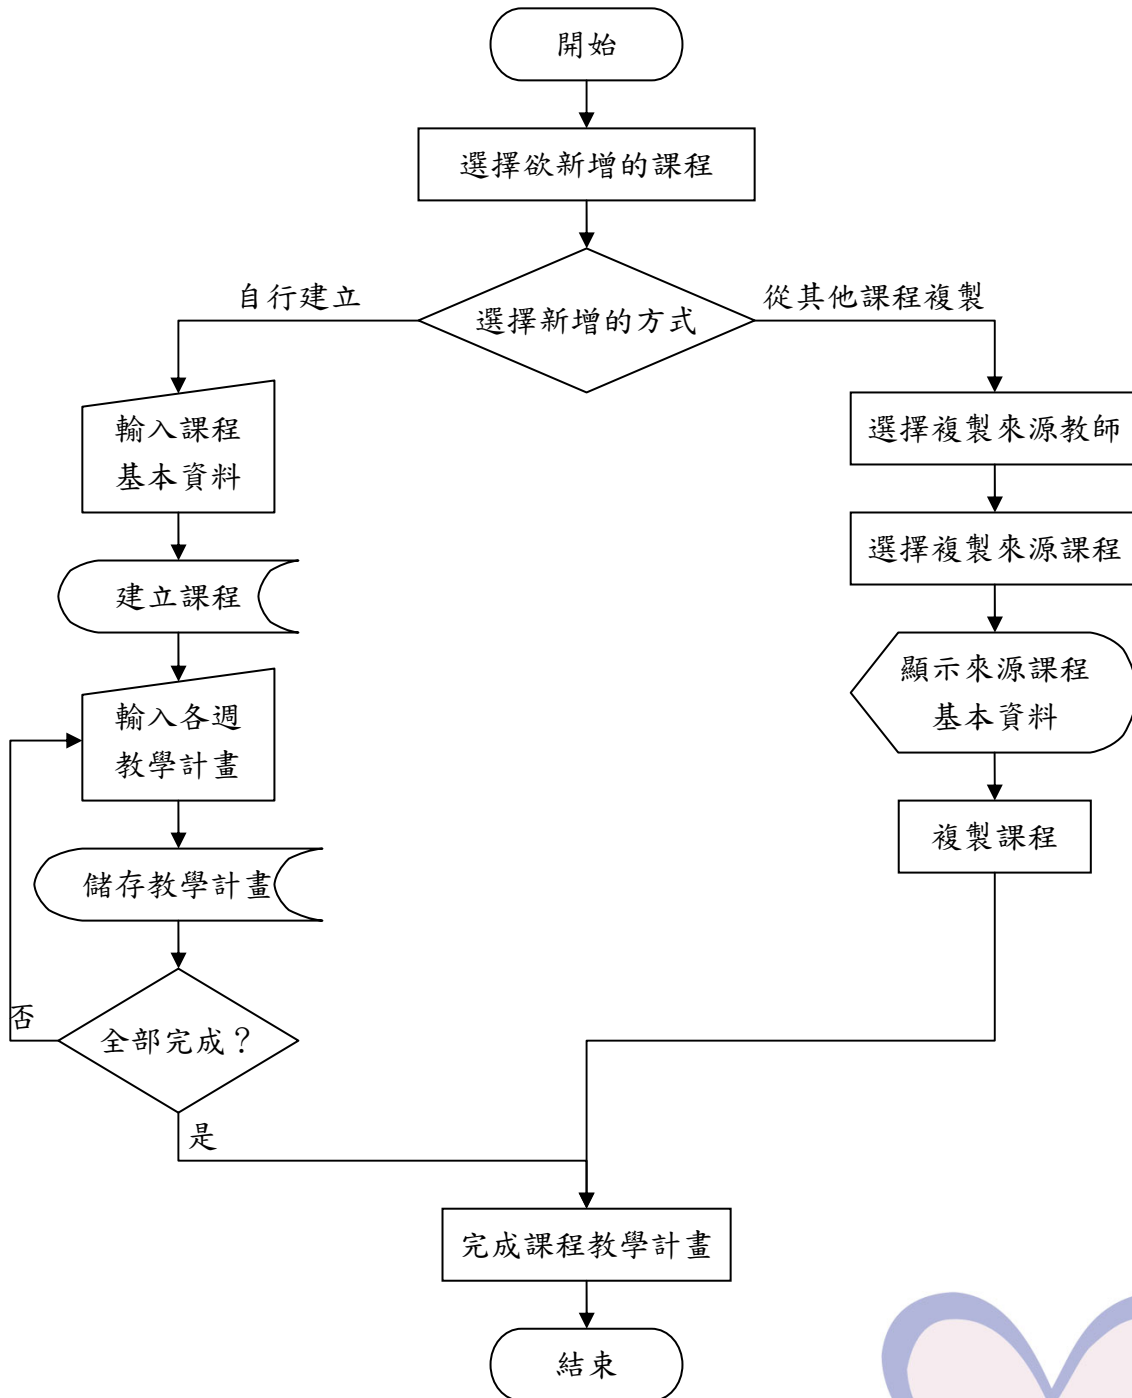 開始
選擇欲新增的課程
選擇新增的方式
自行建立
從其他課程複製
輸入課程
基本資料
建立課程
輸入各週
教學計畫
儲存教學計畫
全部完成？
否
是
選擇複製來源教師
選擇複製來源課程
顯示來源課程
基本資料
複製課程
完成課程教學計畫
結束